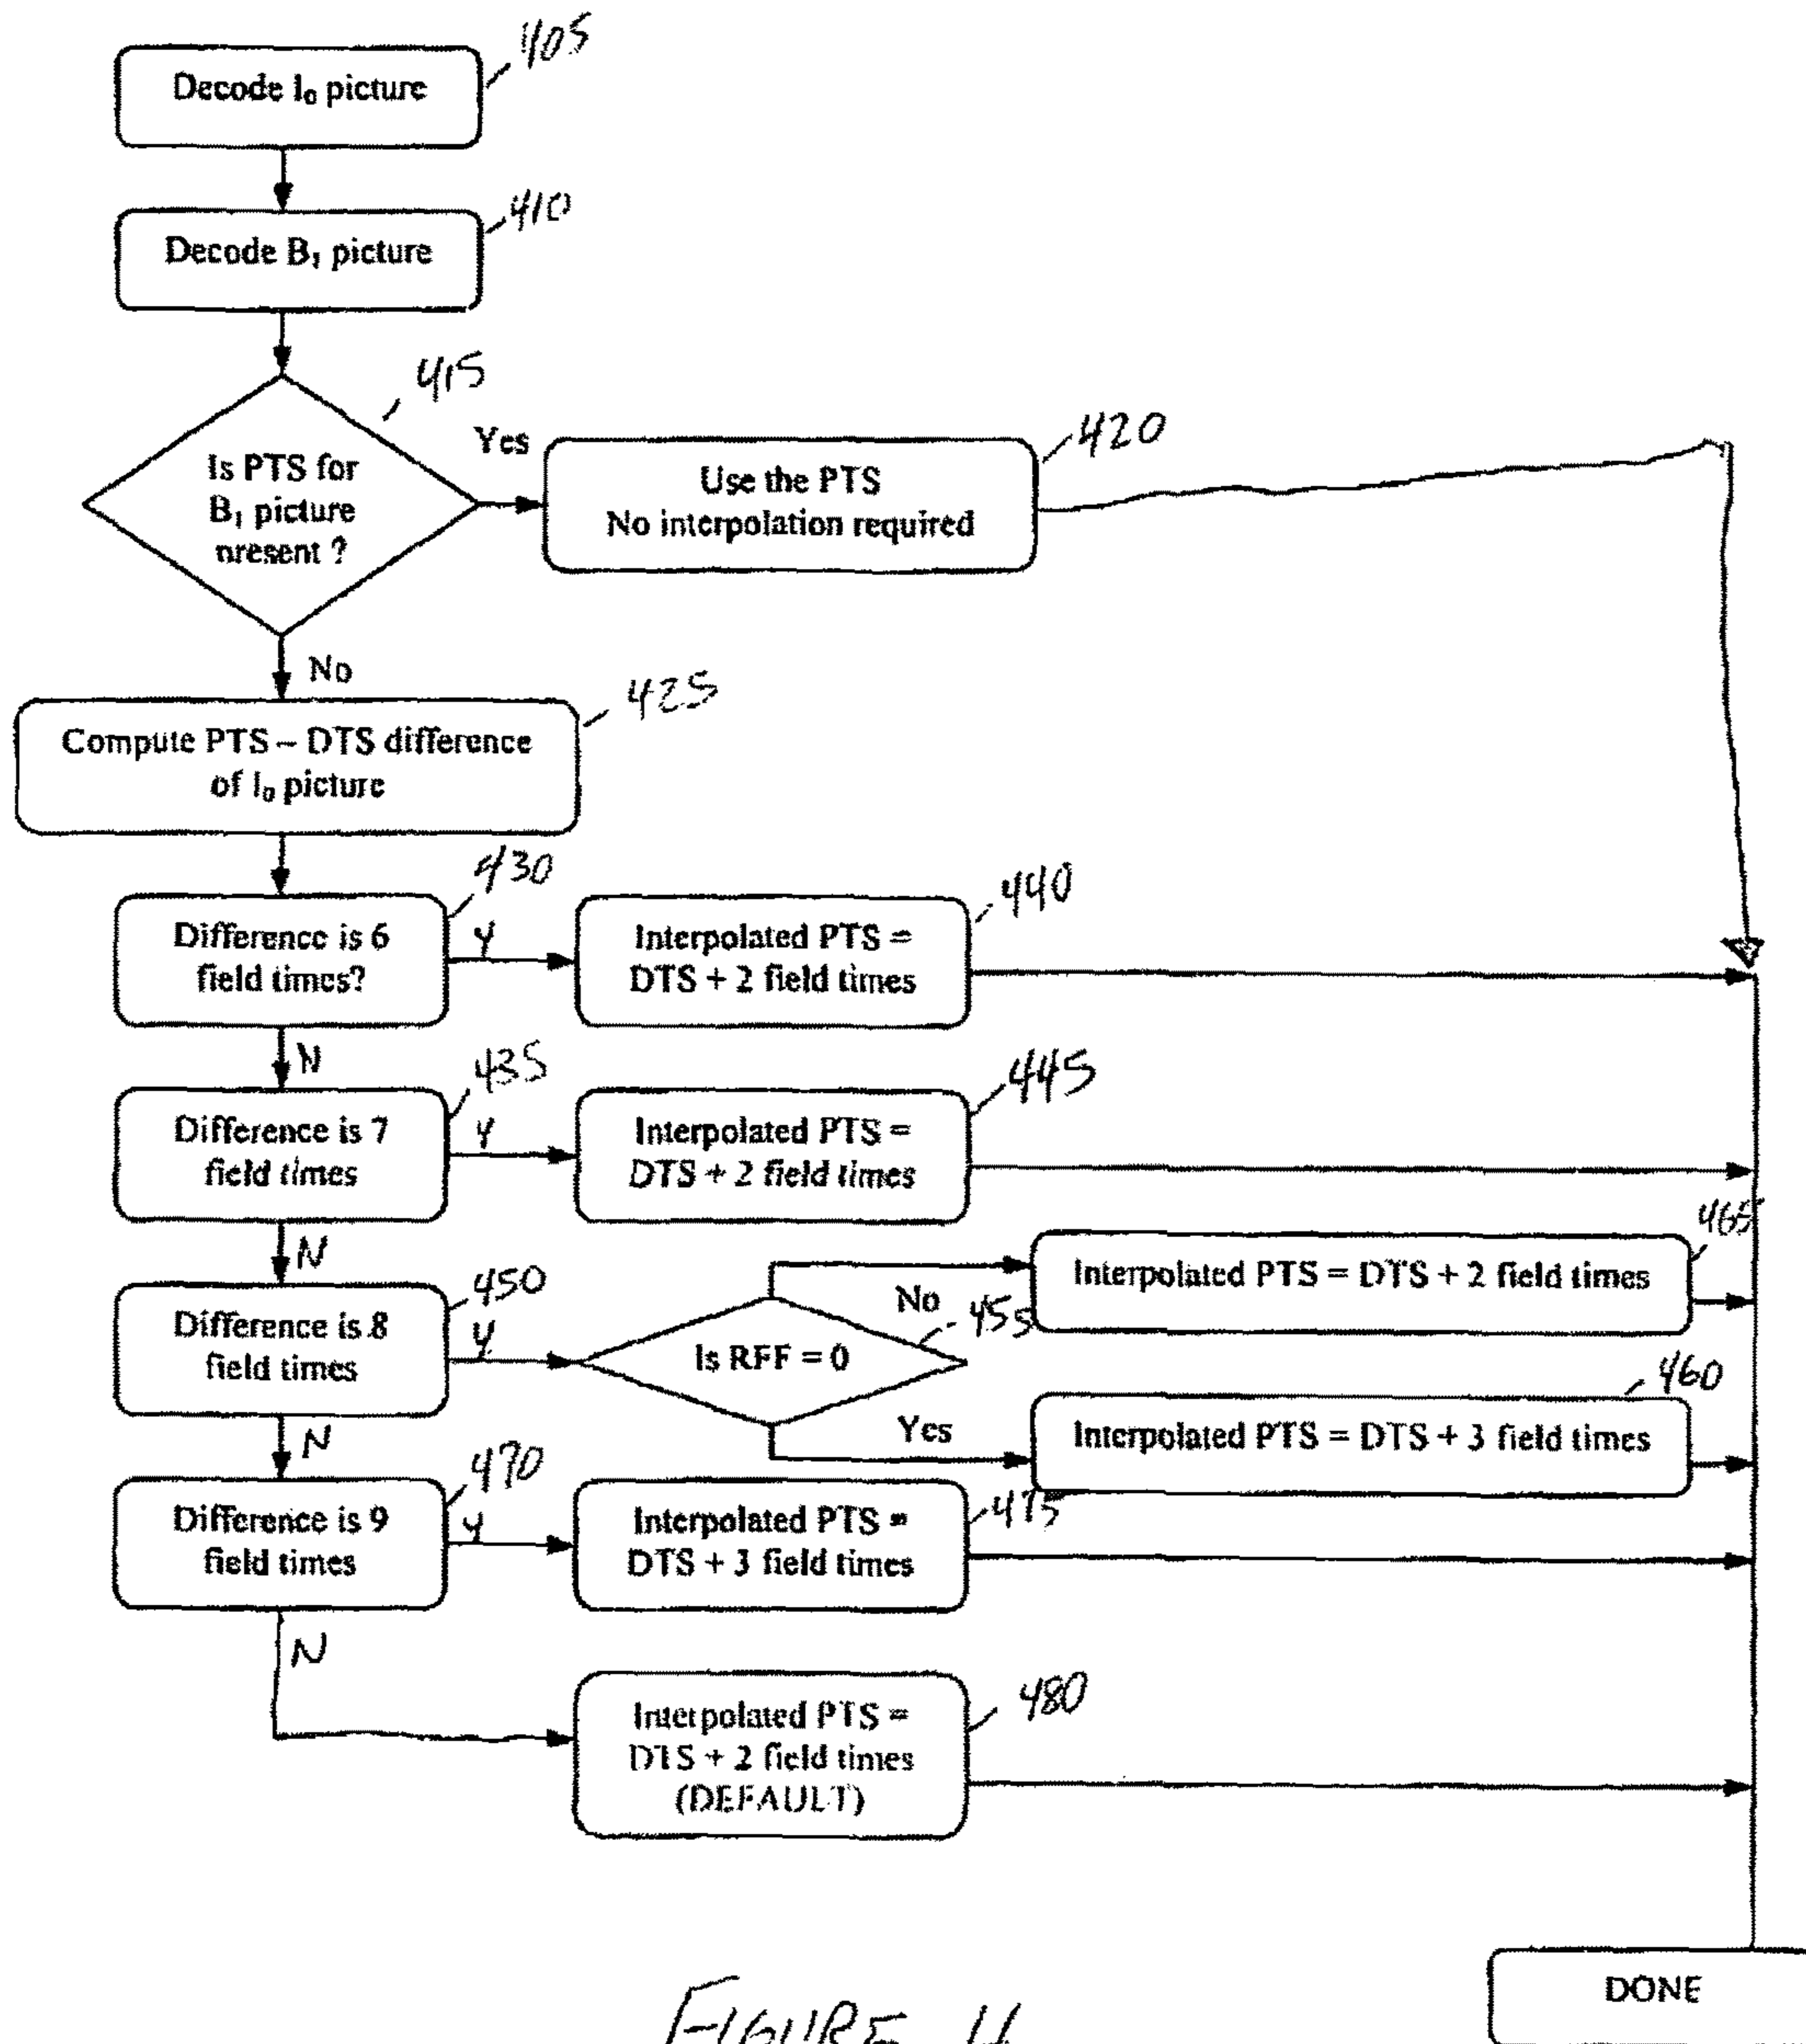 405
Decode I₀ picture
410
Decode B₁ picture
415
Is PTS for
B₁ picture
present ?
Yes
420
Use the PTS
No interpolation required
No
425
Compute PTS – DTS difference
of I₀ picture
430
Difference is 6
field times?
Y
440
Interpolated PTS =
DTS + 2 field times
N
435
Difference is 7
field times
Y
445
Interpolated PTS =
DTS + 2 field times
N
450
Difference is 8
field times
Y
455
Is RFF = 0
No
465
Interpolated PTS = DTS + 2 field times
Yes
460
Interpolated PTS = DTS + 3 field times
N
470
Difference is 9
field times
Y
475
Interpolated PTS =
DTS + 3 field times
N
480
Interpolated PTS =
DTS + 2 field times
(DEFAULT)
DONE
FIGURE 4